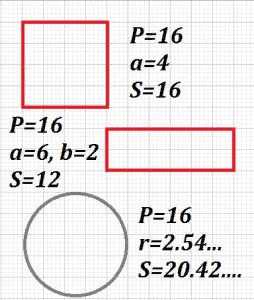 P=16
a=4
S=16
P=16
a=6, b=2
S=12
P=16
r=2.54...
S=20.42....